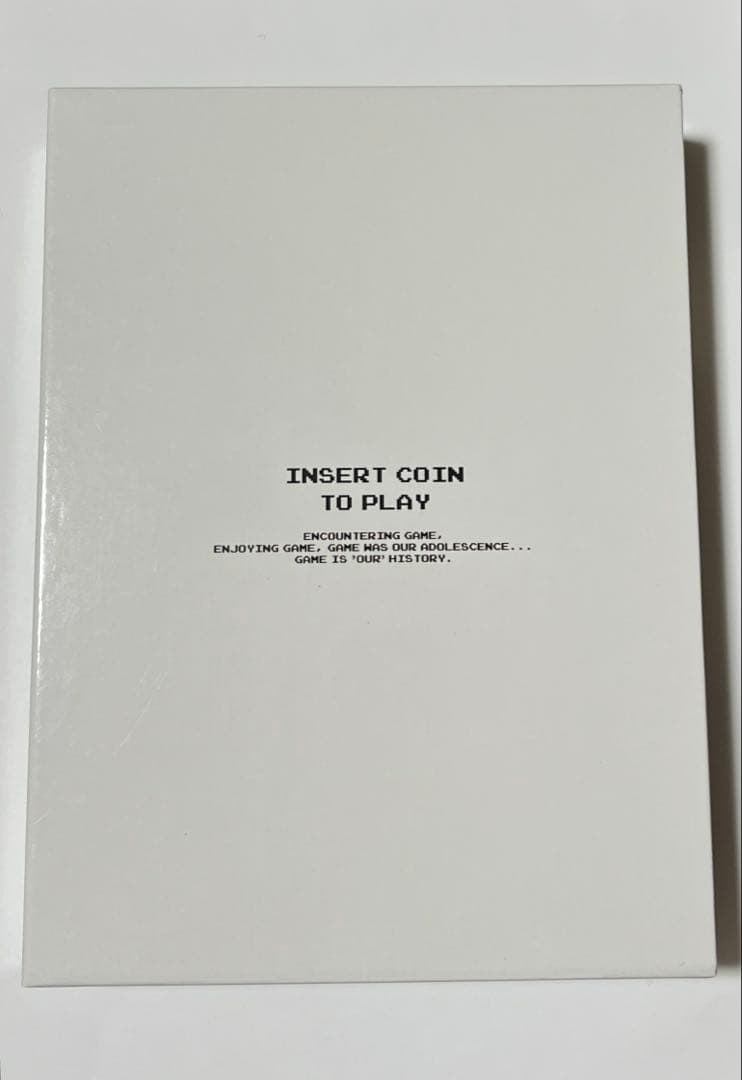 INSERT COIN
TO PLAY
ENCOUNTERING GAME,
ENJOYING GAME, GAME WAS OUR ADOLESCENCE...
GAME IS 'OUR' HISTORY.